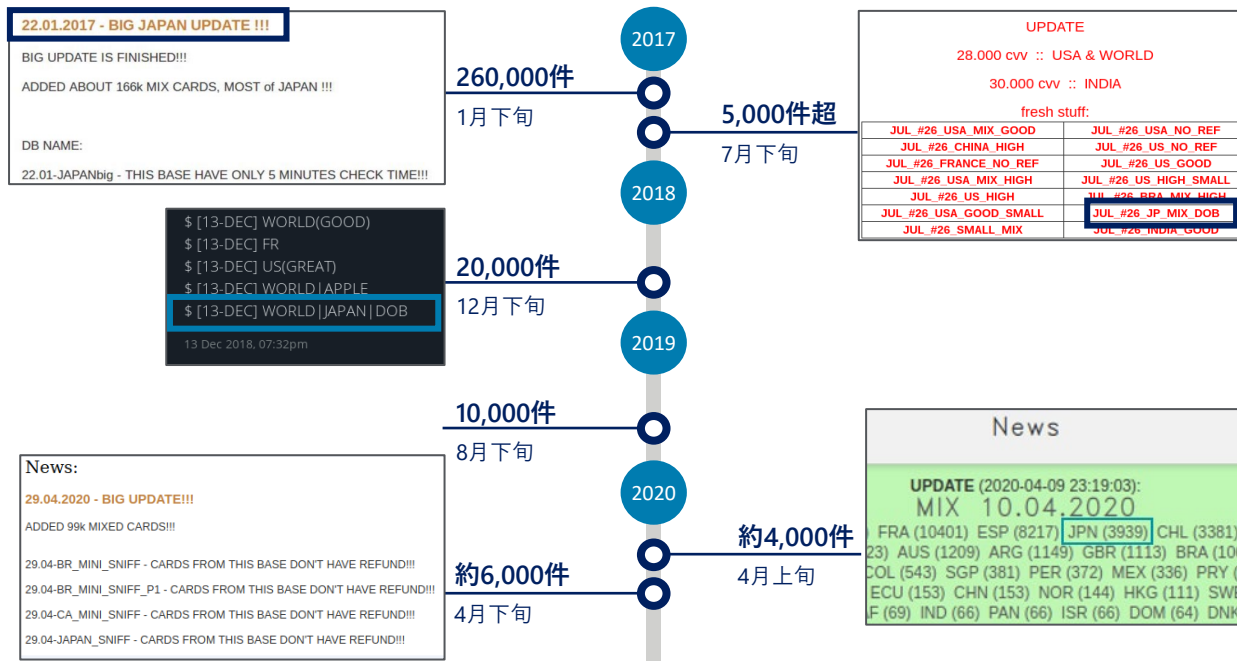 22.01.2017 - BIG JAPAN UPDATE !!!
BIG UPDATE IS FINISHED!!!
ADDED ABOUT 166k MIX CARDS, MOST of JAPAN !!!
DB NAME:
22.01-JAPANbig - THIS BASE HAVE ONLY 5 MINUTES CHECK TIME!!!
2017
260,000件
1月下旬
5,000件超
7月下旬
UPDATE
28.000 cvv :: USA & WORLD
30.000 cvv :: INDIA
fresh stuff:
JUL_#26_USA_MIX_GOOD JUL_#26_USA_NO_REF
JUL_#26_CHINA_HIGH JUL_#26_US_NO_REF
JUL_#26_FRANCE_NO_REF JUL_#26_US_GOOD
JUL_#26_USA_MIX_HIGH JUL_#26_US_HIGH_SMALL
JUL_#26_US_HIGH JUL_#26_BRA_MIX_HIGH
JUL_#26_USA_GOOD_SMALL JUL_#26_JP_MIX_DOB
JUL_#26_SMALL_MIX JUL_#26_INDIA_GOOD
2018
$ [13-DEC] WORLD(GOOD)
$ [13-DEC] FR
$ [13-DEC] US(GREAT)
$ [13-DEC] WORLD|APPLE
$ [13-DEC] WORLD|JAPAN|DOB
13 Dec 2018, 07:32pm
20,000件
12月下旬
2019
10,000件
8月下旬
2020
News
UPDATE (2020-04-09 23:19:03):
MIX 10.04.2020
) FRA (10401) ESP (8217) JPN (3939) CHL (3381)
23) AUS (1209) ARG (1149) GBR (1113) BRA (10
COL (543) SGP (381) PER (372) MEX (336) PRY (
ECU (153) CHN (153) NOR (144) HKG (111) SWE
F (69) IND (66) PAN (66) ISR (66) DOM (64) DNK
約4,000件
4月上旬
News:
29.04.2020 - BIG UPDATE!!!
ADDED 99k MIXED CARDS!!!
29.04-BR_MINI_SNIFF - CARDS FROM THIS BASE DON'T HAVE REFUND!!!
29.04-BR_MINI_SNIFF_P1 - CARDS FROM THIS BASE DON'T HAVE REFUND!!!
29.04-CA_MINI_SNIFF - CARDS FROM THIS BASE DON'T HAVE REFUND!!!
29.04-JAPAN_SNIFF - CARDS FROM THIS BASE DON'T HAVE REFUND!!!
約6,000件
4月下旬